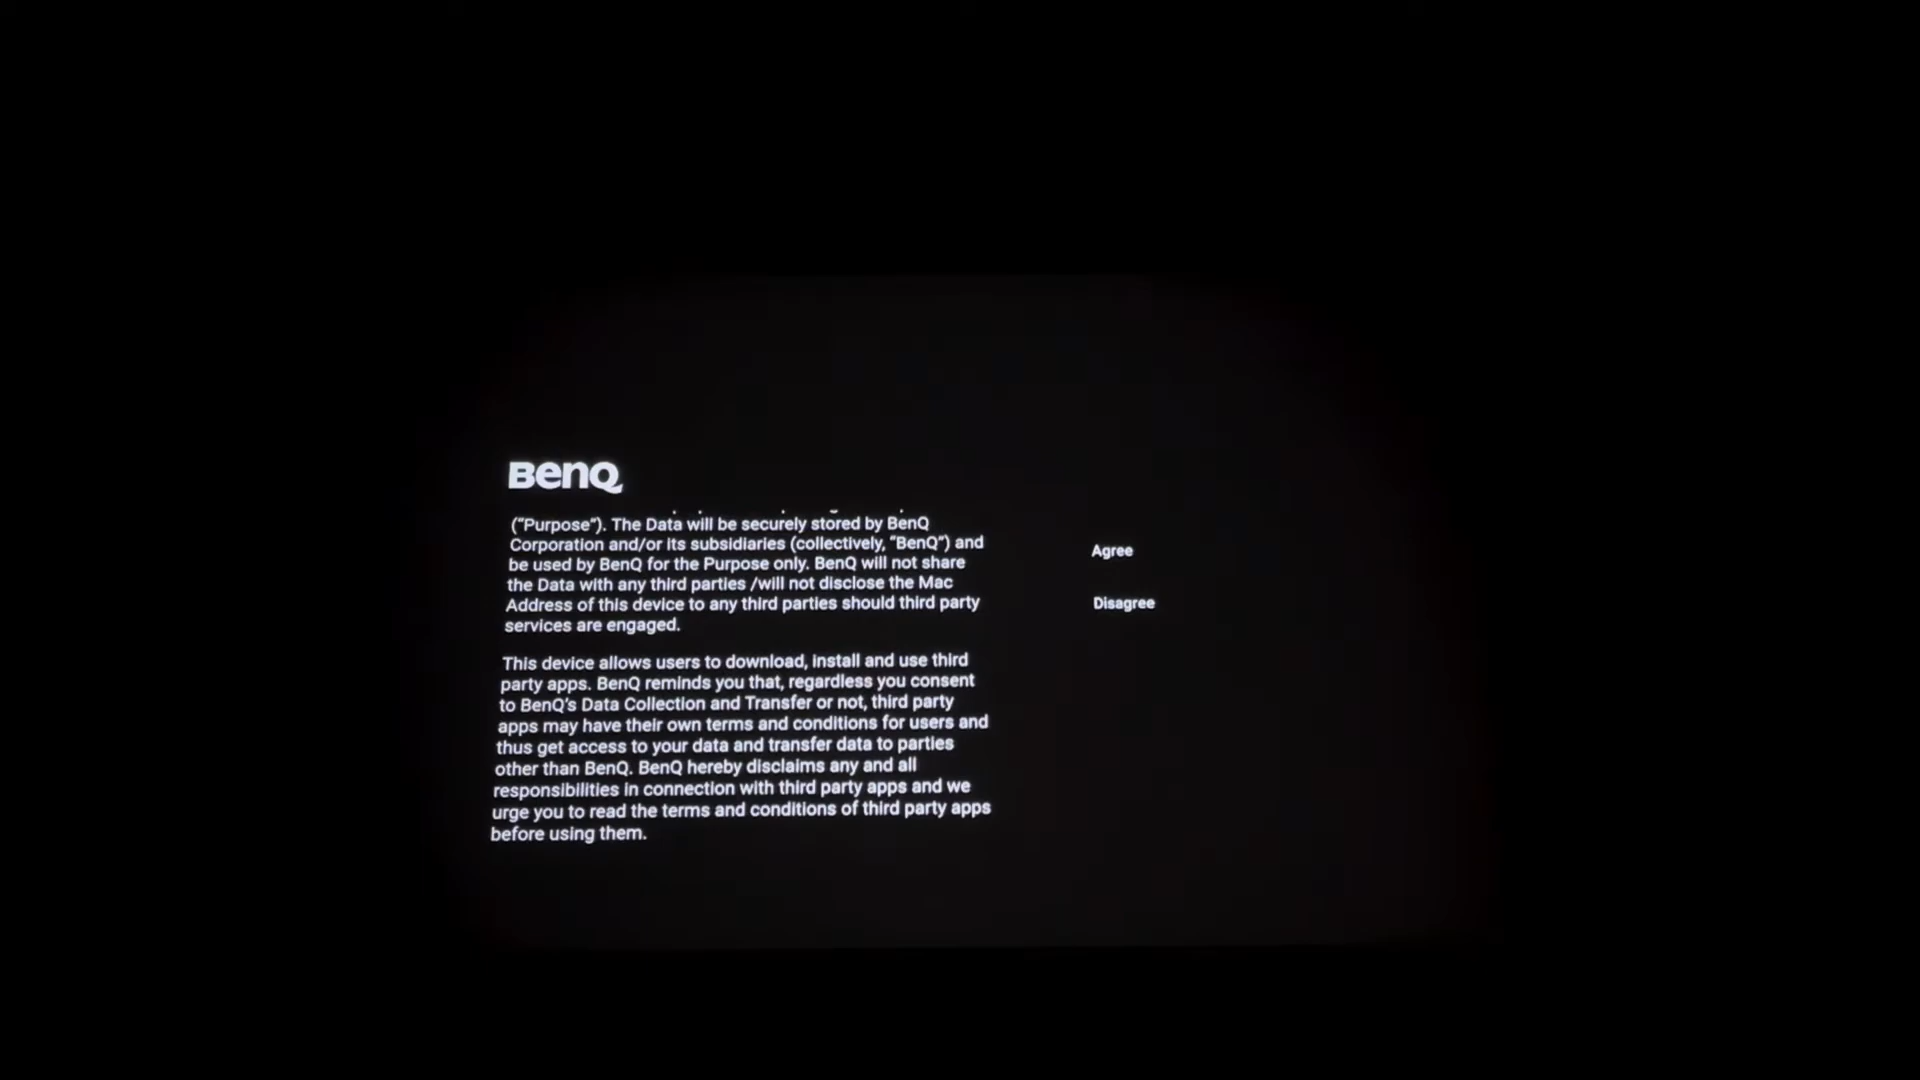 BenQ
("Purpose"). The Data will be securely stored by BenQ
Corporation and/or its subsidiaries (collectively, "BenQ") and
be used by BenQ for the Purpose only. BenQ will not share
the Data with any third parties /will not disclose the Mac
Address of this device to any third parties should third party
services are engaged.
This device allows users to download, install and use third
party apps. BenQ reminds you that, regardless you consent
to BenQ's Data Collection and Transfer or not, third party
apps may have their own terms and conditions for users and
thus get access to your data and transfer data to parties
other than BenQ. BenQ hereby disclaims any and all
responsibilities in connection with third party apps and we
urge you to read the terms and conditions of third party apps
before using them.
Agree
Disagree